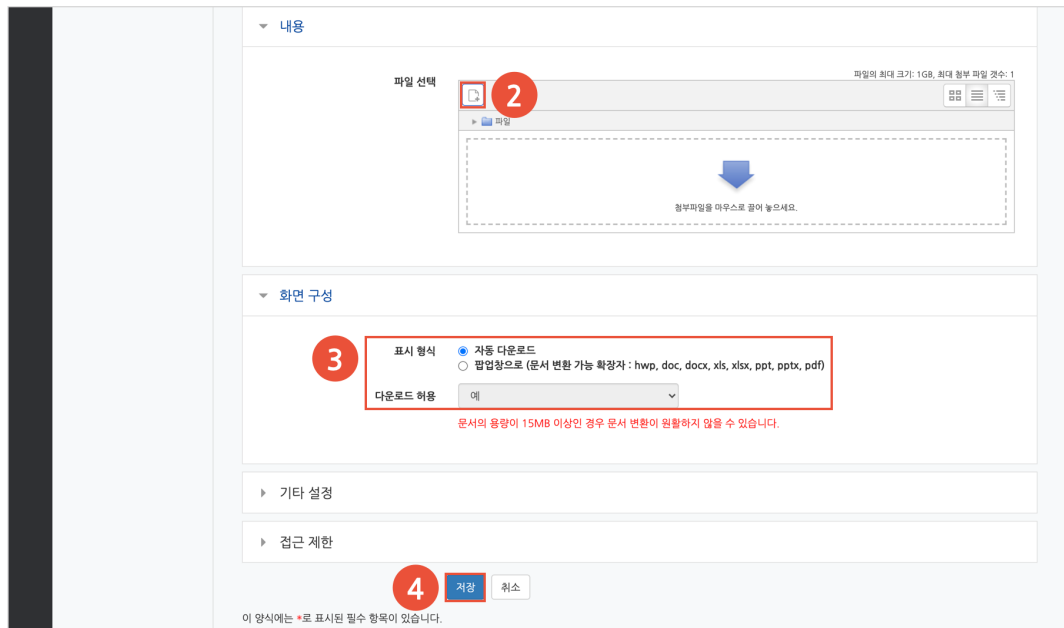 내용
파일의 최대 크기: 1GB, 최대 첨부 파일 갯수: 1
파일 선택
2
파일
첨부파일을 마우스로 끌어 놓으세요.
화면 구성
3
표시 형식
자동 다운로드
팝업창으로 (문서 변환 가능 확장자 : hwp, doc, docx, xls, xlsx, ppt, pptx, pdf)
다운로드 허용
예
문서의 용량이 15MB 이상인 경우 문서 변환이 원활하지 않을 수 있습니다.
기타 설정
접근 제한
4
저장
취소
이 양식에는 *로 표시된 필수 항목이 있습니다.